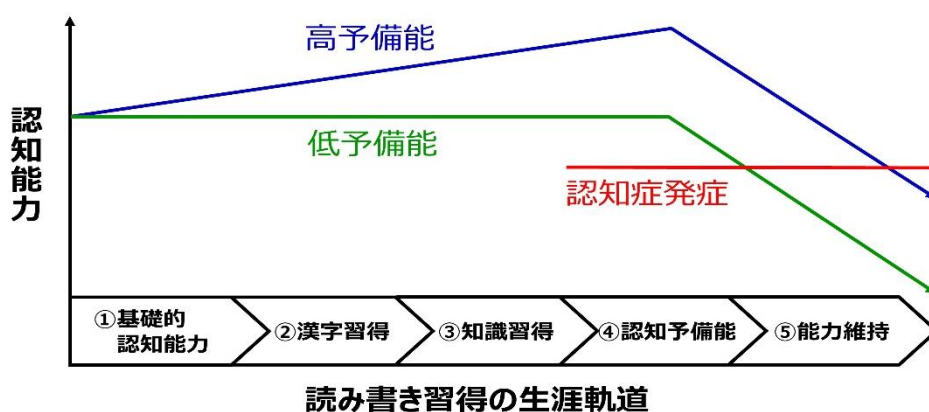 高予備能
低予備能
認知症発症
認知能力
①基礎的
認知能力
②漢字習得
③知識習得
④認知予備能
⑤能力維持
読み書き習得の生涯軌道